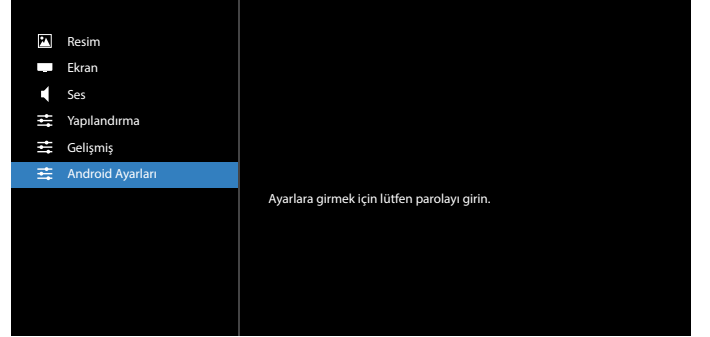 Resim
Ekran
Ses
Yapılandırma
Gelişmiş
Android Ayarları
Ayarlara girmek için lütfen parolayı girin.